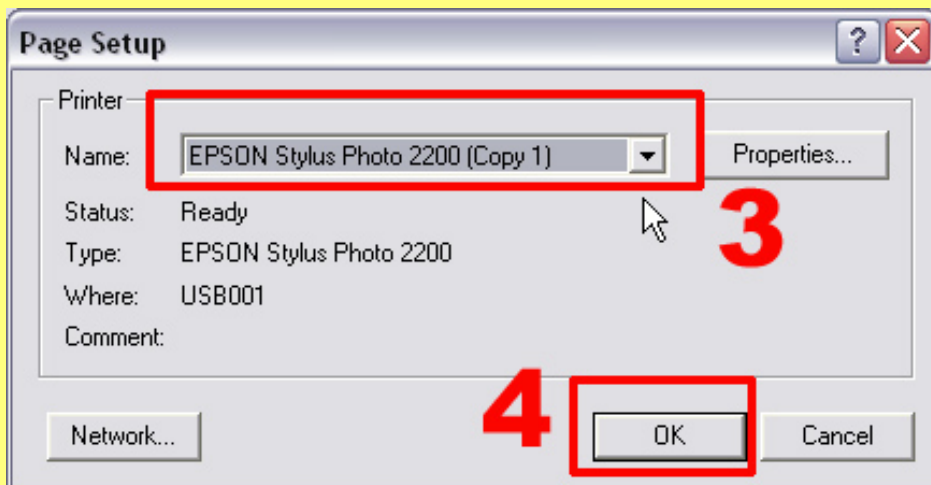 Page Setup
?
Printer
Name: EPSON Stylus Photo 2200 (Copy 1) Properties...
3
Status: Ready
Type: EPSON Stylus Photo 2200
Where: USB001
Comment:
4
Network... OK Cancel